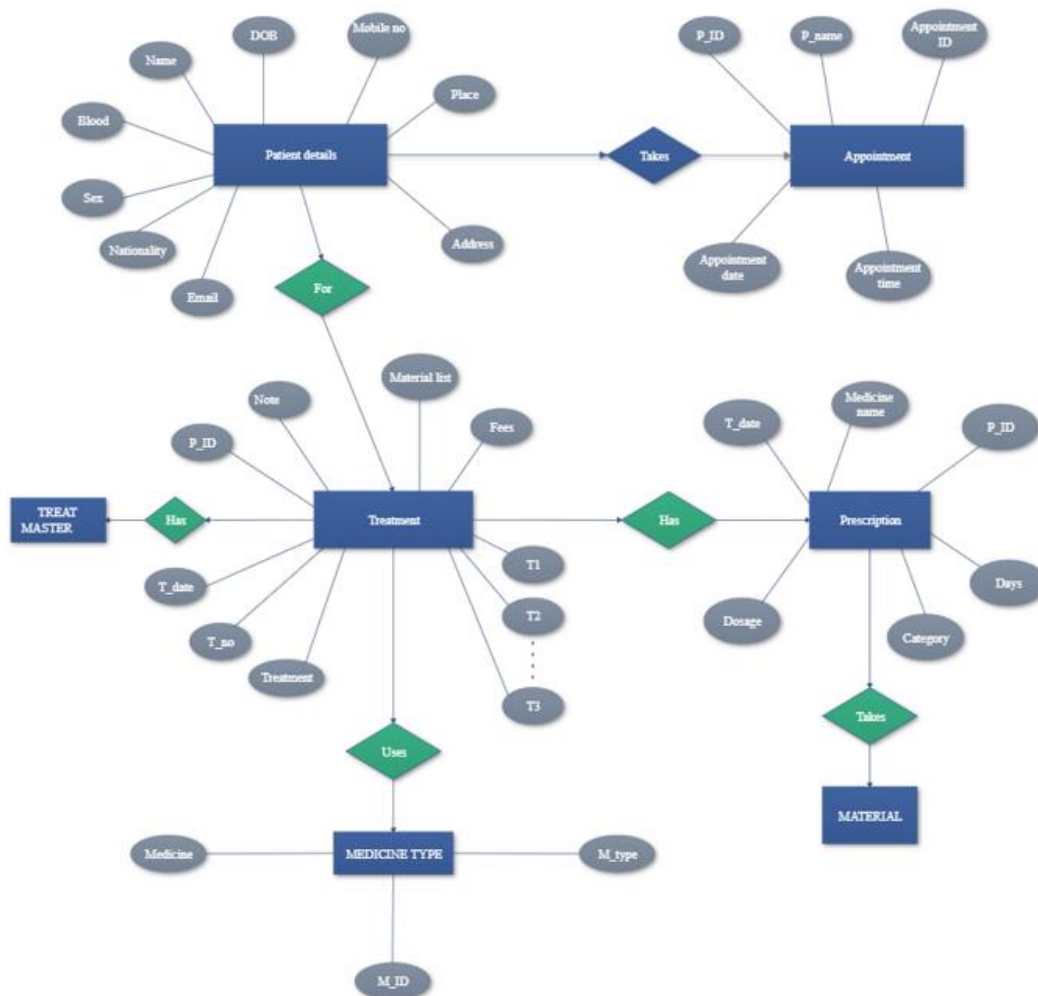 DOB
Mobile no
P_ID
P_name
Appointment
ID
Name
Place
Blood
Patient details
Takes
Appointment
Sex
Nationality
Address
Email
Appointment
date
Appointment
time
For
Note
Material list
Fees
T_date
Medicine
name
P_ID
P_ID
TREAT
MASTER
Has
Treatment
Has
Prescription
T1
T_date
T2
Days
T_no
Dosage
Category
Treatment
T3
Takes
Uses
MATERIAL
Medicine
MEDICINE TYPE
M_type
M_ID